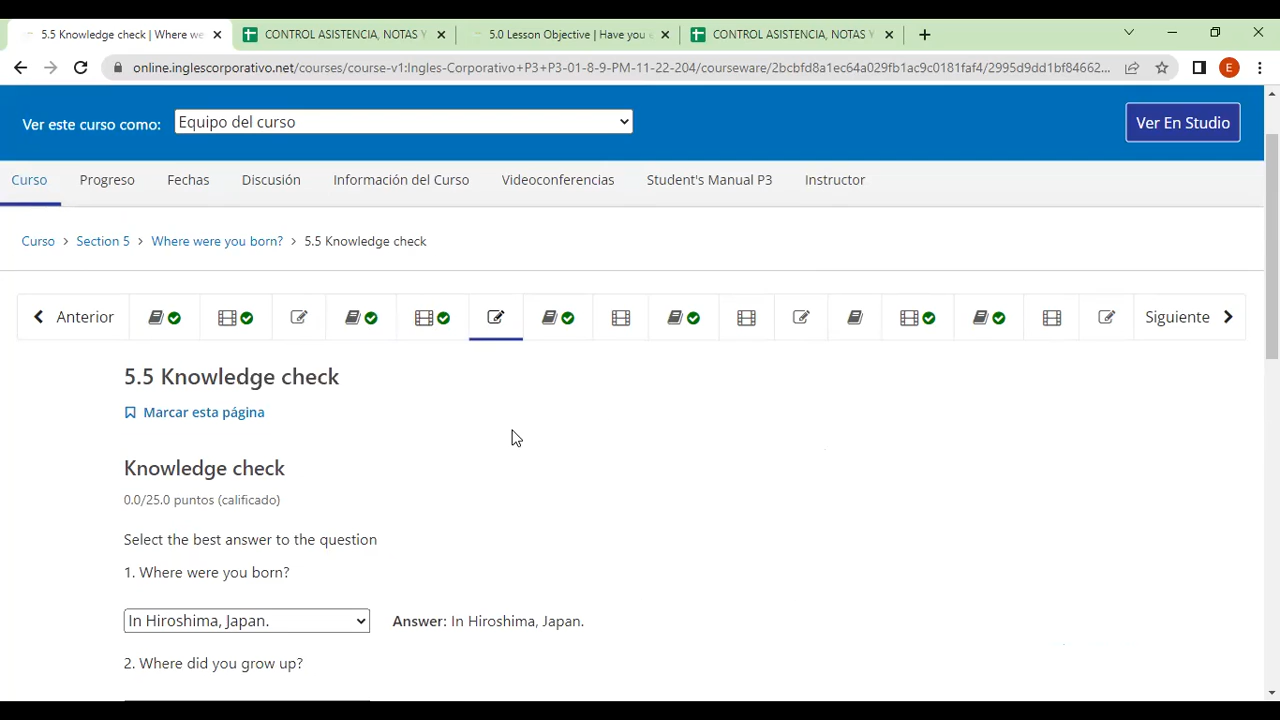 5.5 Knowledge check | Where we
CONTROL ASISTENCIA, NOTAS Y
5.0 Lesson Objective | Have you
CONTROL ASISTENCIA, NOTAS Y
online.inglescorporativo.net/courses/course-v1:Ingles-Corporativo+P3+P3-01-8-9-PM-11-22-204/courseware/2bcbfd8a1ec64a029fb1ac9c0181faf4/2995d9dd1bf84662...
E
Ver este curso como:
Equipo del curso
Ver En Studio
Curso
Progreso
Fechas
Discusión
Información del Curso
Videoconferencias
Student's Manual P3
Instructor
Curso > Section 5 > Where were you born? > 5.5 Knowledge check
Anterior
Siguiente
5.5 Knowledge check
Marcar esta página
Knowledge check
0.0/25.0 puntos (calificado)
Select the best answer to the question
1. Where were you born?
In Hiroshima, Japan.
Answer: In Hiroshima, Japan.
2. Where did you grow up?